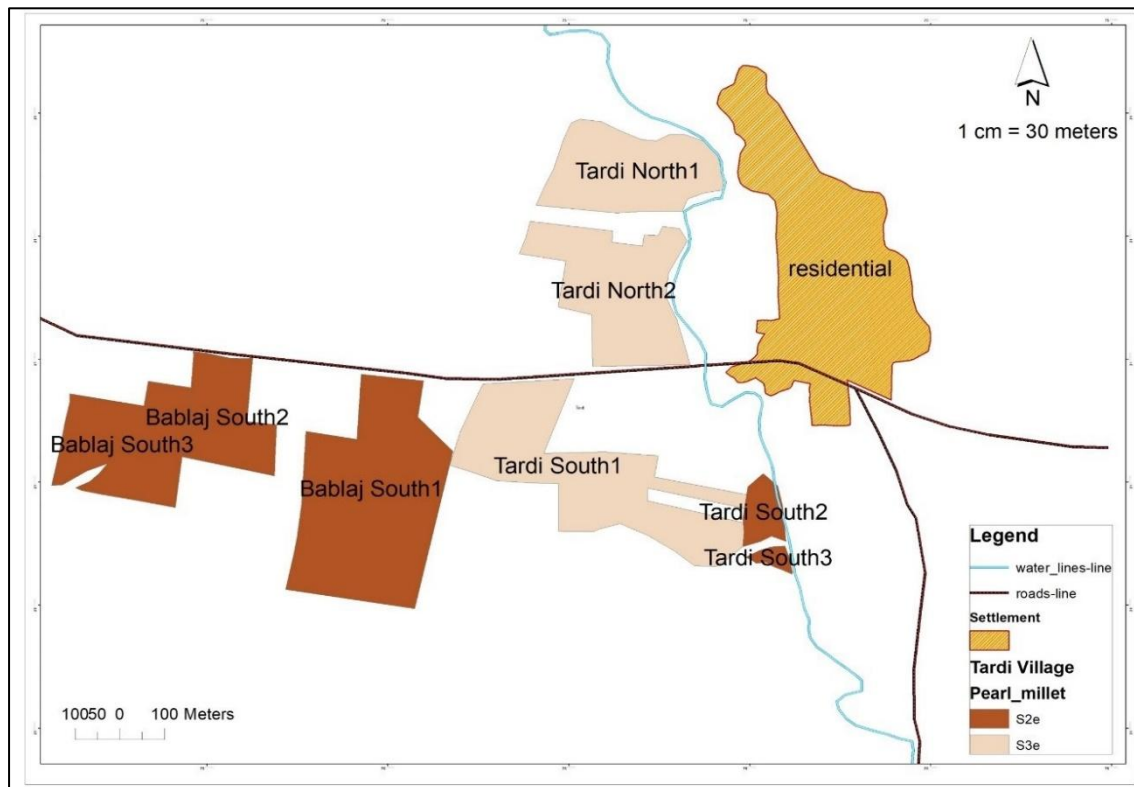 N
1 cm = 30 meters
Tardi North1
residential
Tardi North2
Bablaj South2
Bablaj South3
Tardi South1
Bablaj South1
Tardi South2
Tardi South3
Legend
water_lines-line
roads-line
Settlement
Tardi Village
Pearl_millet
S2e
S3e
10050 0 100 Meters